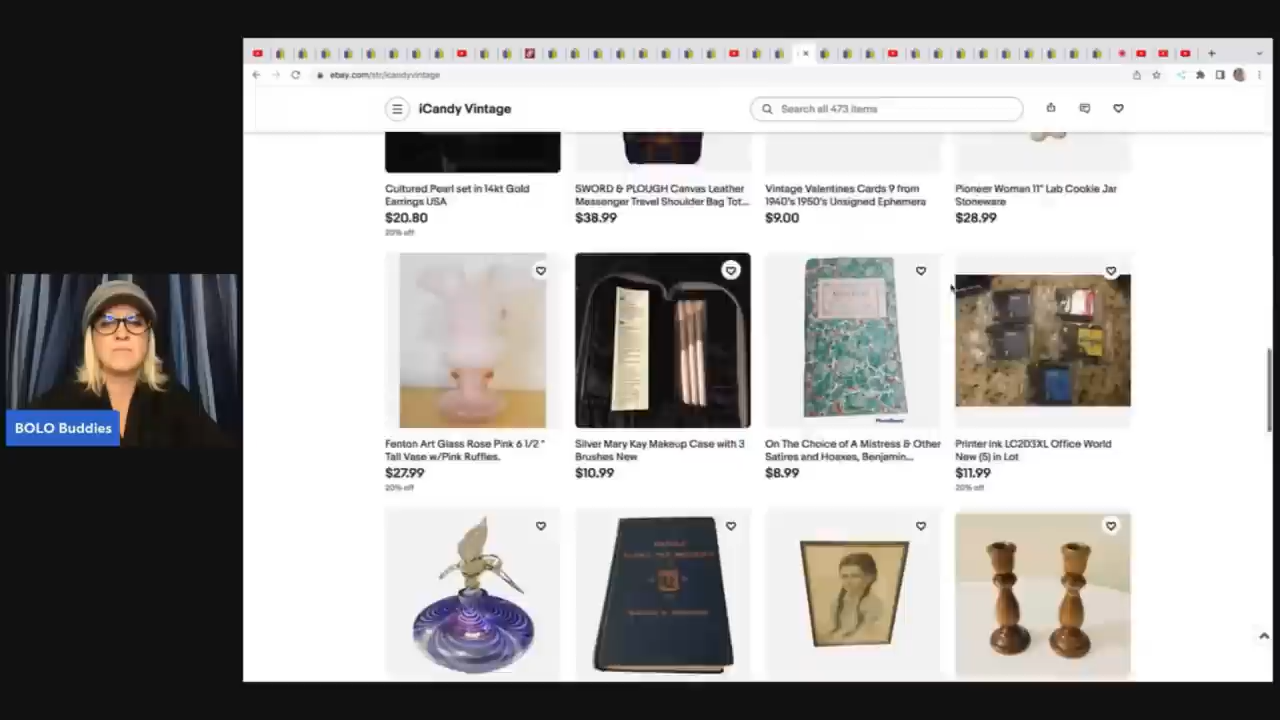 ebay.com/str/icandyvintage
iCandy Vintage
Search all 473 items
Cultured Pearl set in 14kt Gold
Earrings USA
$20.80
20% off
SWORD & PLOUGH Canvas Leather
Messenger Travel Shoulder Bag Tot...
$38.99
Vintage Valentines Cards 9 from
1940's 1950's Unsigned Ephemera
$9.00
Pioneer Woman 11" Lab Cookie Jar
Stoneware
$28.99
Fenton Art Glass Rose Pink 6 1/2 "
Tall Vase w/Pink Ruffles.
$27.99
20% off
Silver Mary Kay Makeup Case with 3
Brushes New
$10.99
On The Choice of A Mistress & Other
Satires and Hoaxes, Benjamin...
$8.99
Printer Ink LC203XL Office World
New (5) in Lot
$11.99
20% off
BOLO Buddies